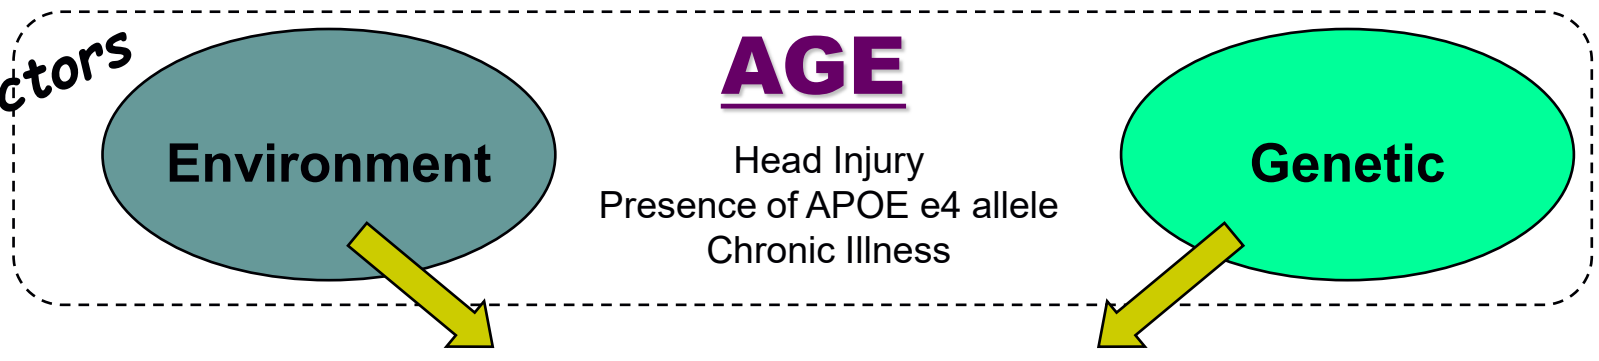 ctors
AGE
Environment
Head Injury
Presence of APOE e4 allele
Chronic Illness
Genetic